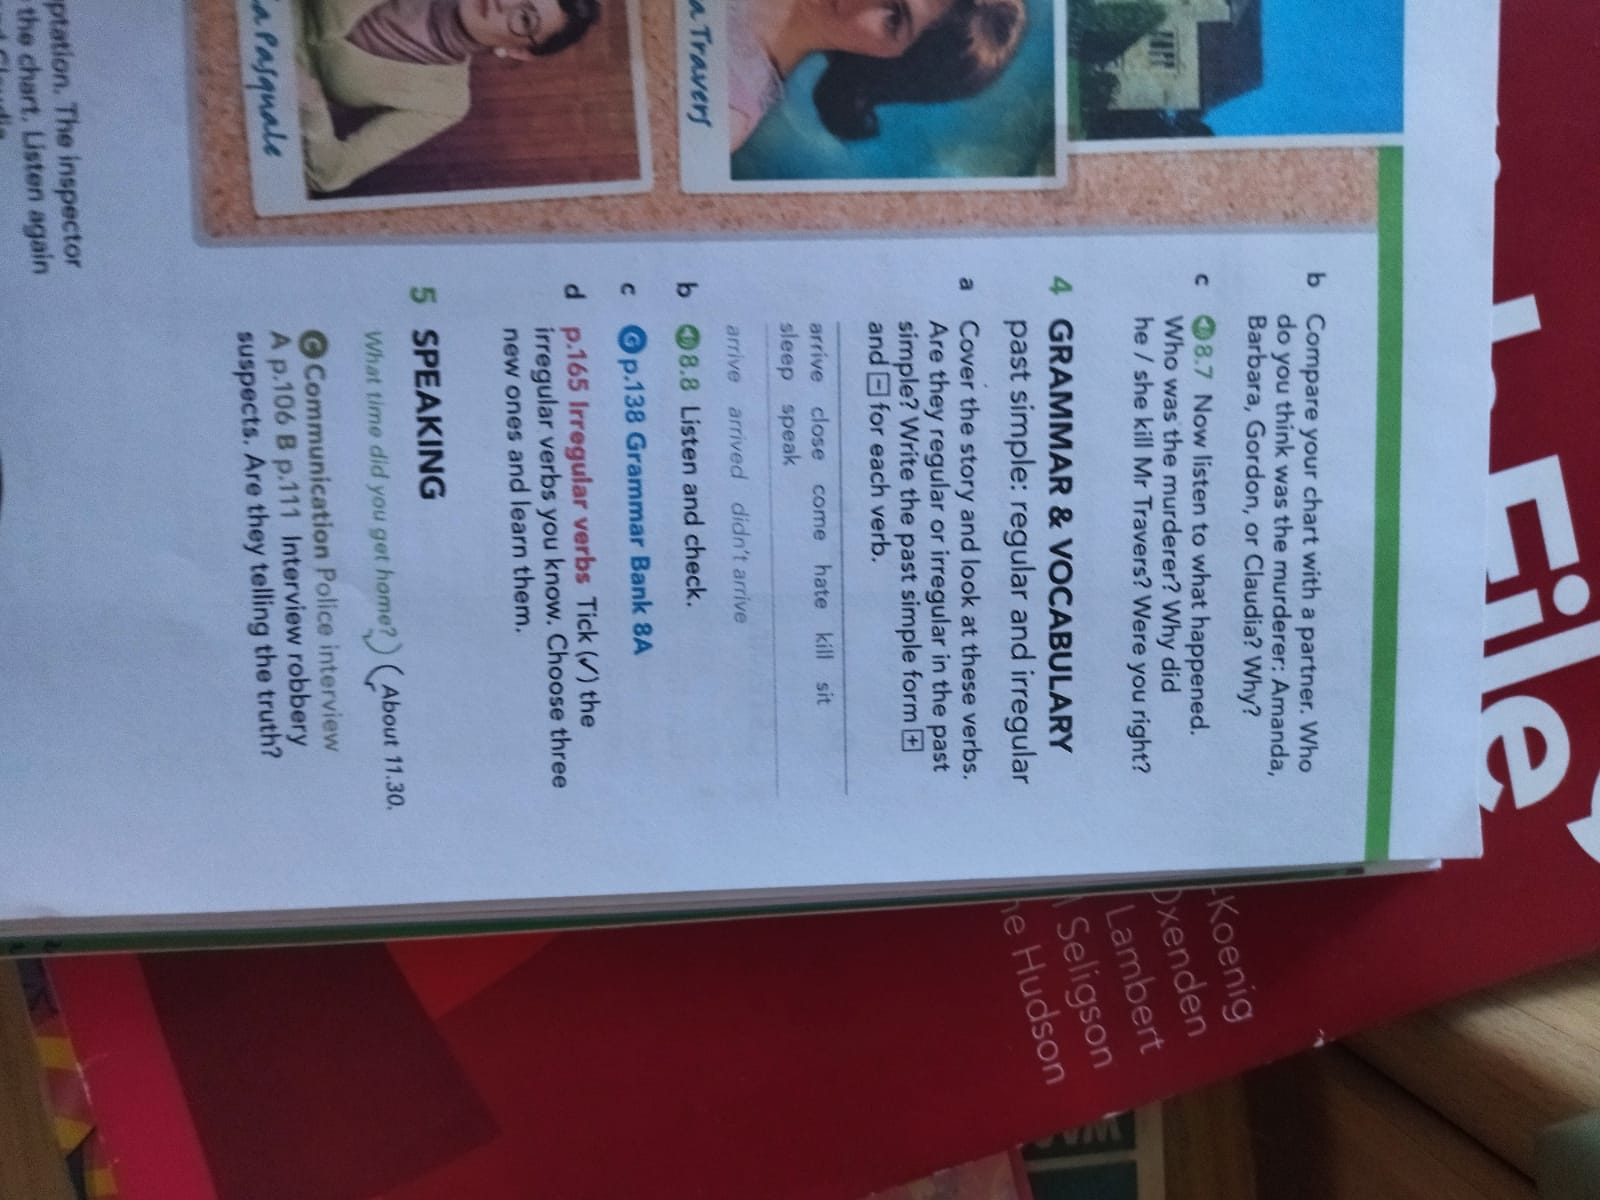 a Travers
ia Pasquale
ptation. The inspector
the chart. Listen again
b Compare your chart with a partner. Who
do you think was the murderer: Amanda,
Barbara, Gordon, or Claudia? Why?
c 8.7 Now listen to what happened.
Who was the murderer? Why did
he / she kill Mr Travers? Were you right?
4 GRAMMAR & VOCABULARY
past simple: regular and irregular
a Cover the story and look at these verbs.
Are they regular or irregular in the past
simple? Write the past simple form +
and – for each verb.
arrive close come hate kill sit
sleep speak
arrive arrived didn't arrive
b 8.8 Listen and check.
c G p.138 Grammar Bank 8A
d p.165 Irregular verbs Tick (✓) the
irregular verbs you know. Choose three
new ones and learn them.
5 SPEAKING
What time did you get home? (About 11.30.
C Communication Police interview
A p.106 B p.111 Interview robbery
suspects. Are they telling the truth?
File
Koenig
Oxenden
Lambert
Seligson
Hudson